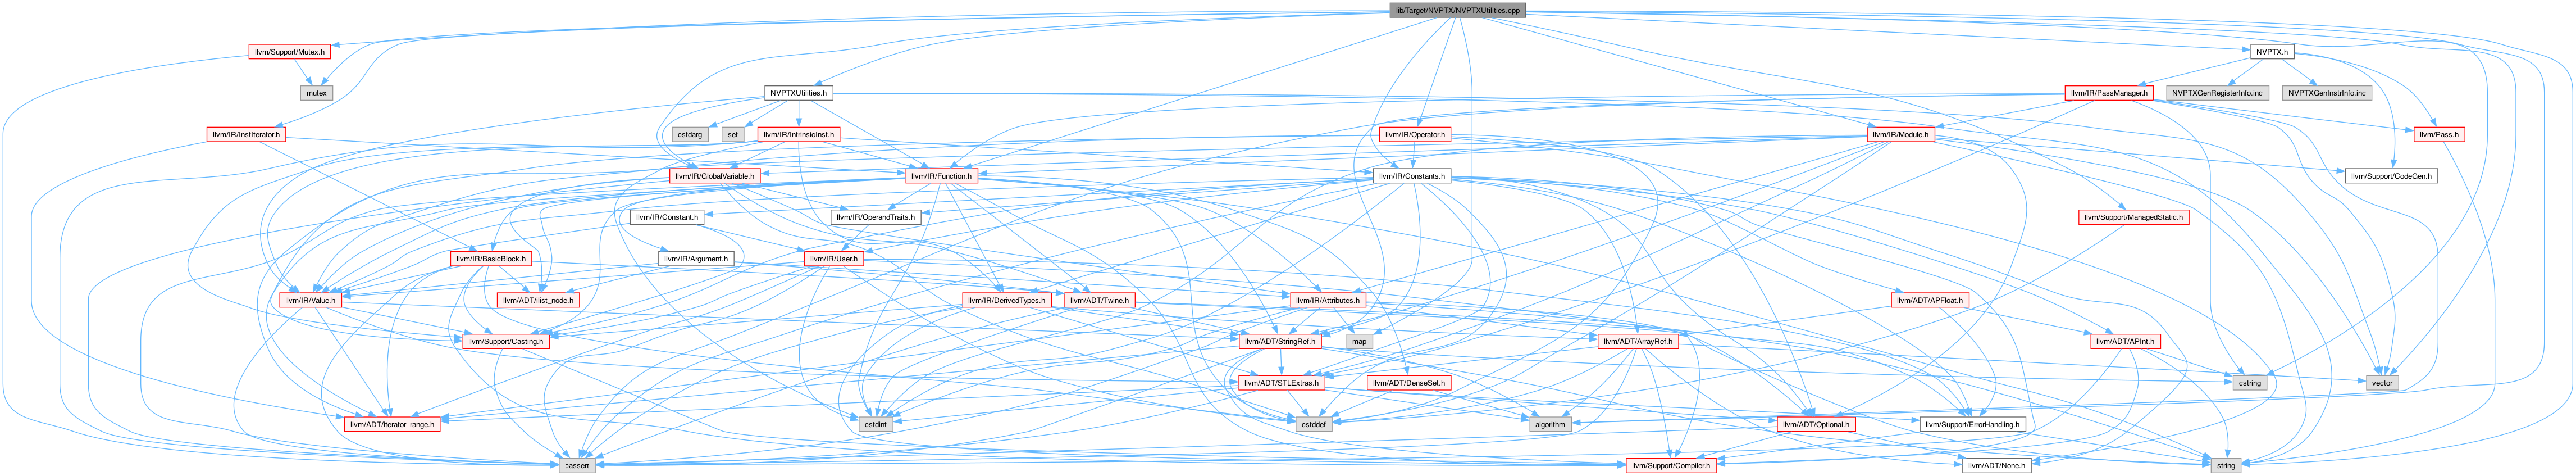 lib/Target/NVPTX/NVPTXUtilities.cpp
llvm/Support/Mutex.h
NVPTX.h
mutex
NVPTXUtilities.h
llvm/IR/PassManager.h
NVPTXGenRegisterInfo.inc
NVPTXGenInstrInfo.inc
llvm/IR/InstIterator.h
cstdarg
set
llvm/IR/IntrinsicInst.h
llvm/IR/Operator.h
llvm/IR/Module.h
llvm/Pass.h
llvm/IR/GlobalVariable.h
llvm/IR/Function.h
llvm/IR/Constants.h
llvm/Support/CodeGen.h
llvm/IR/Constant.h
llvm/IR/OperandTraits.h
llvm/Support/ManagedStatic.h
llvm/IR/BasicBlock.h
llvm/IR/Argument.h
llvm/IR/User.h
llvm/IR/Value.h
llvm/ADT/ilist_node.h
llvm/IR/DerivedTypes.h
llvm/ADT/Twine.h
llvm/IR/Attributes.h
llvm/ADT/APFloat.h
llvm/Support/Casting.h
llvm/ADT/StringRef.h
map
llvm/ADT/ArrayRef.h
llvm/ADT/APInt.h
llvm/ADT/STLExtras.h
llvm/ADT/DenseSet.h
cstring
vector
llvm/ADT/iterator_range.h
cstdint
cstddef
algorithm
llvm/ADT/Optional.h
llvm/Support/ErrorHandling.h
cassert
llvm/Support/Compiler.h
llvm/ADT/None.h
string